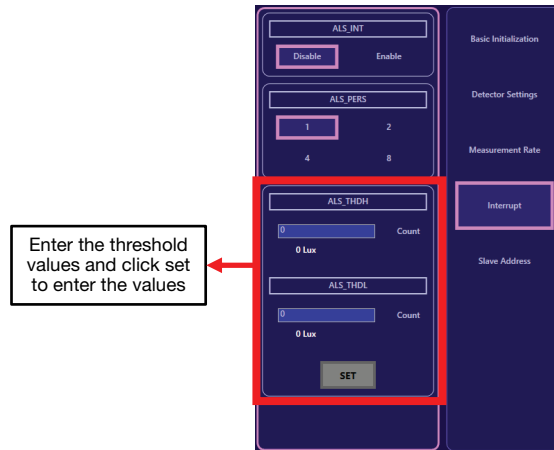 ALS_INT
Disable Enable
ALS_PERS
1 2
4 8
ALS_THDH
0 Count
0 Lux
ALS_THDL
0 Count
0 Lux
SET
Basic Initialization
Detector Settings
Measurement Rate
Interrupt
Slave Address
Enter the threshold
values and click set
to enter the values